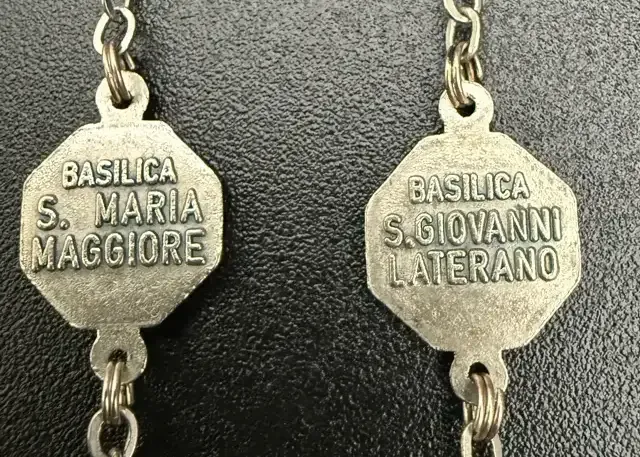 BASILICA
S. MARIA
MAGGIORE
BASILICA
S. GIOVANNI
LATERANO